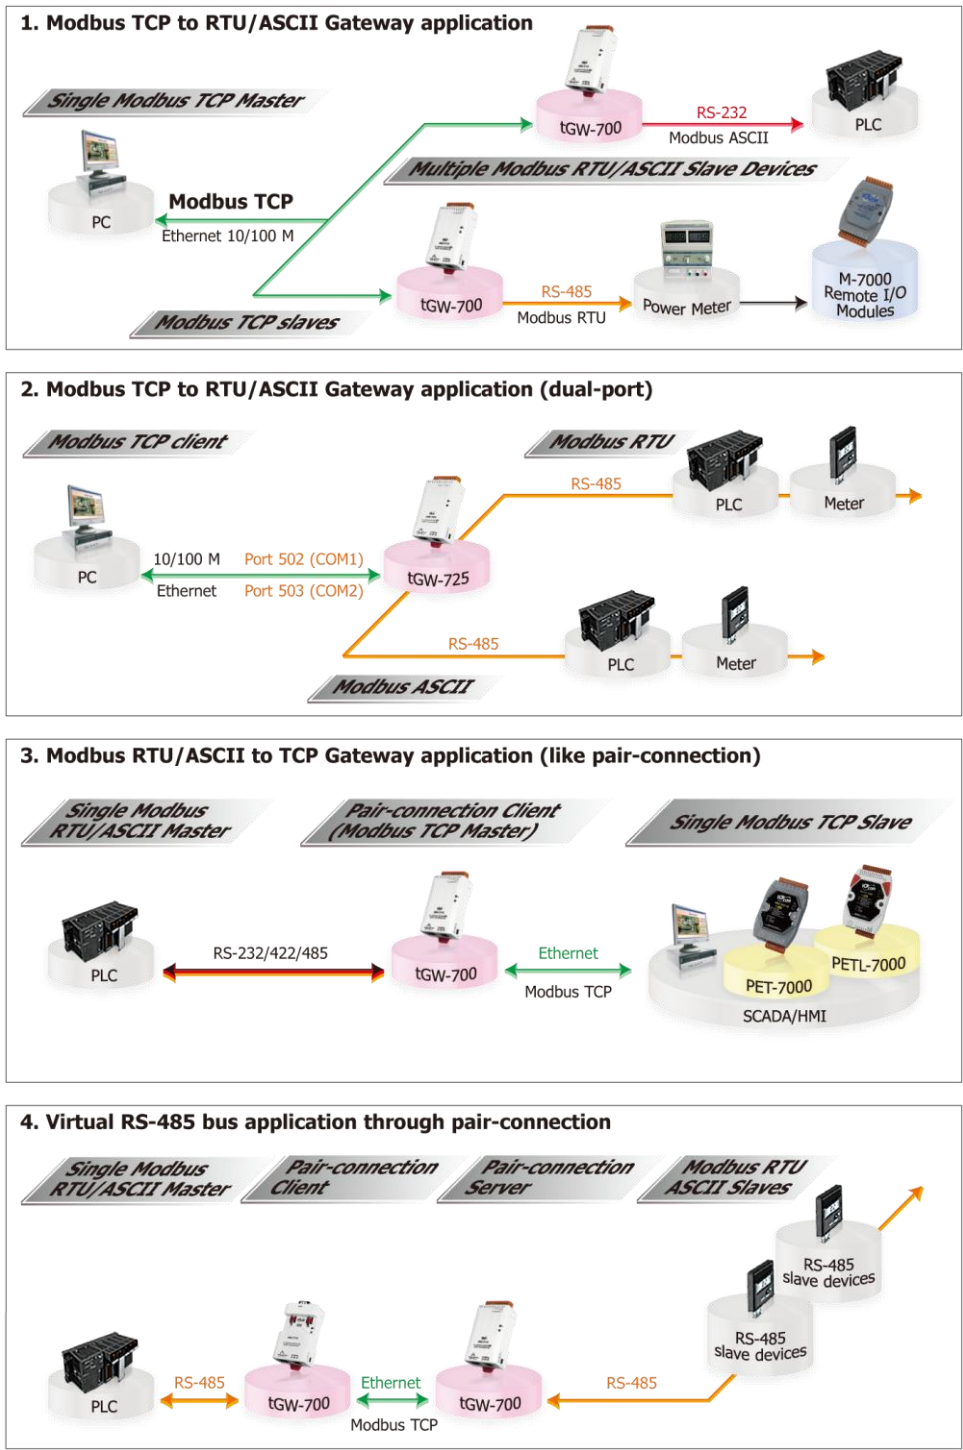 1. Modbus TCP to RTU/ASCII Gateway application
Single Modbus TCP Master
tGW-700
RS-232
Modbus ASCII
PLC
Multiple Modbus RTU/ASCII Slave Devices
PC
Modbus TCP
Ethernet 10/100 M
Modbus TCP slaves
tGW-700
RS-485
Modbus RTU
Power Meter
M-7000
Remote I/O
Modules
2. Modbus TCP to RTU/ASCII Gateway application (dual-port)
Modbus TCP client
Modbus RTU
RS-485
PLC
Meter
PC
10/100 M
Ethernet
Port 502 (COM1)
Port 503 (COM2)
tGW-725
RS-485
PLC
Meter
Modbus ASCII
3. Modbus RTU/ASCII to TCP Gateway application (like pair-connection)
Single Modbus
RTU/ASCII Master
Pair-connection Client
(Modbus TCP Master)
Single Modbus TCP Slave
PLC
RS-232/422/485
tGW-700
Ethernet
Modbus TCP
PET-7000
PETL-7000
SCADA/HMI
4. Virtual RS-485 bus application through pair-connection
Single Modbus
RTU/ASCII Master
Pair-connection
Client
Pair-connection
Server
Modbus RTU
ASCII Slaves
RS-485
slave devices
RS-485
slave devices
PLC
RS-485
tGW-700
Ethernet
Modbus TCP
tGW-700
RS-485